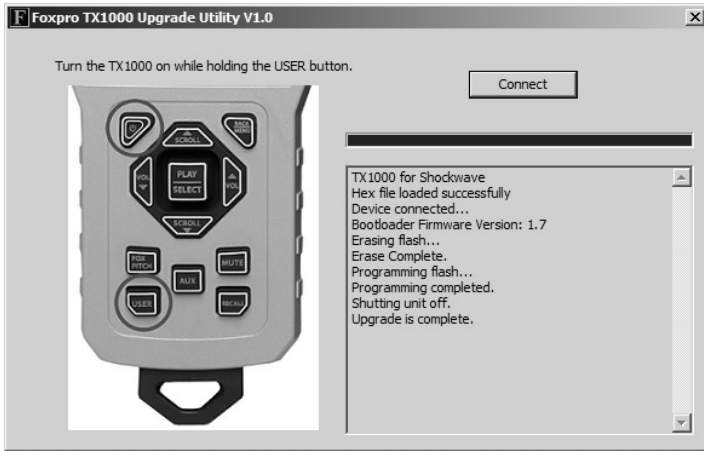 F Foxpro TX1000 Upgrade Utility V1.0
Turn the TX1000 on while holding the USER button.
Connect
SCROLL
BACK
MENU
VOL
PLAY
SELECT
VOL
SCROLL
FOX
PITCH
MUTE
AUX
USER
RECALL
TX1000 for Shockwave
Hex file loaded successfully
Device connected...
Bootloader Firmware Version: 1.7
Erasing flash...
Erase Complete.
Programming flash...
Programming completed.
Shutting unit off.
Upgrade is complete.